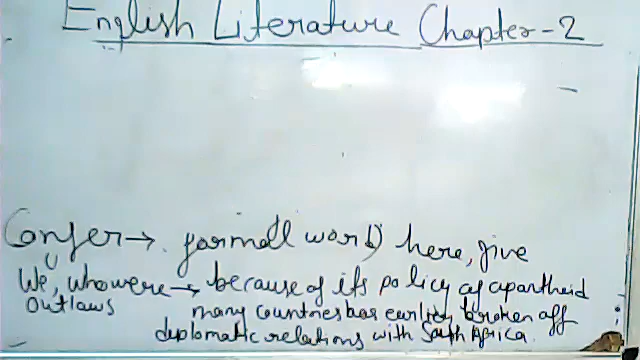 English Literature Chapter-2
Confer → formall word) here, give
We, who were → because of its policy of apartheid
outlaws many countries has earlier broken off
diplomatic relations with South Africa.